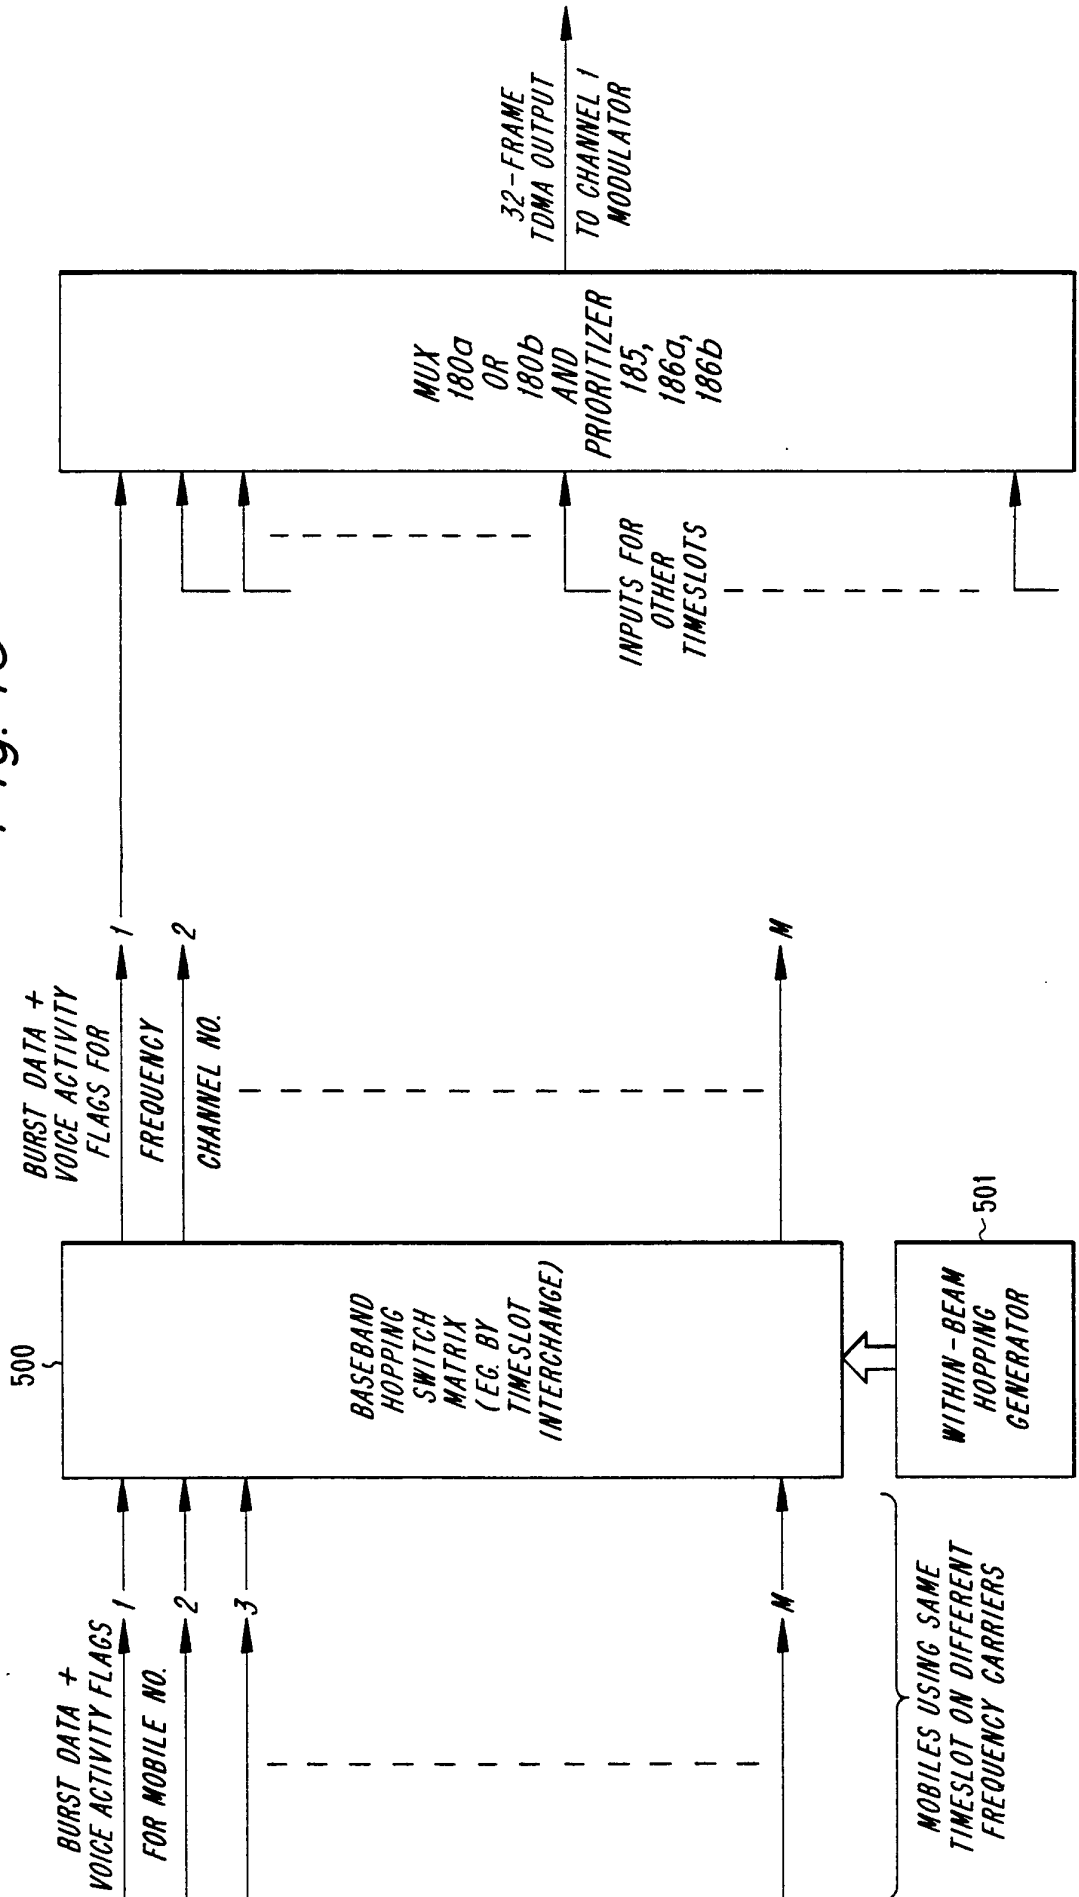 Fig.
BURST DATA +
VOICE ACTIVITY FLAGS
FOR MOBILE NO.
1
2
3
M
MOBILES USING SAME
TIMESLOT ON DIFFERENT
FREQUENCY CARRIERS
500
BASEBAND
HOPPING
SWITCH
MATRIX
(EG. BY
TIMESLOT
INTERCHANGE)
501
WITHIN-BEAM
HOPPING
GENERATOR
BURST DATA +
VOICE ACTIVITY
FLAGS FOR
FREQUENCY
CHANNEL NO.
1
2
M
INPUTS FOR
OTHER
TIMESLOTS
MUX
180a
OR
180b
AND
PRIORITIZER
185,
186a,
186b
32-FRAME
TDMA OUTPUT
TO CHANNEL 1
MODULATOR